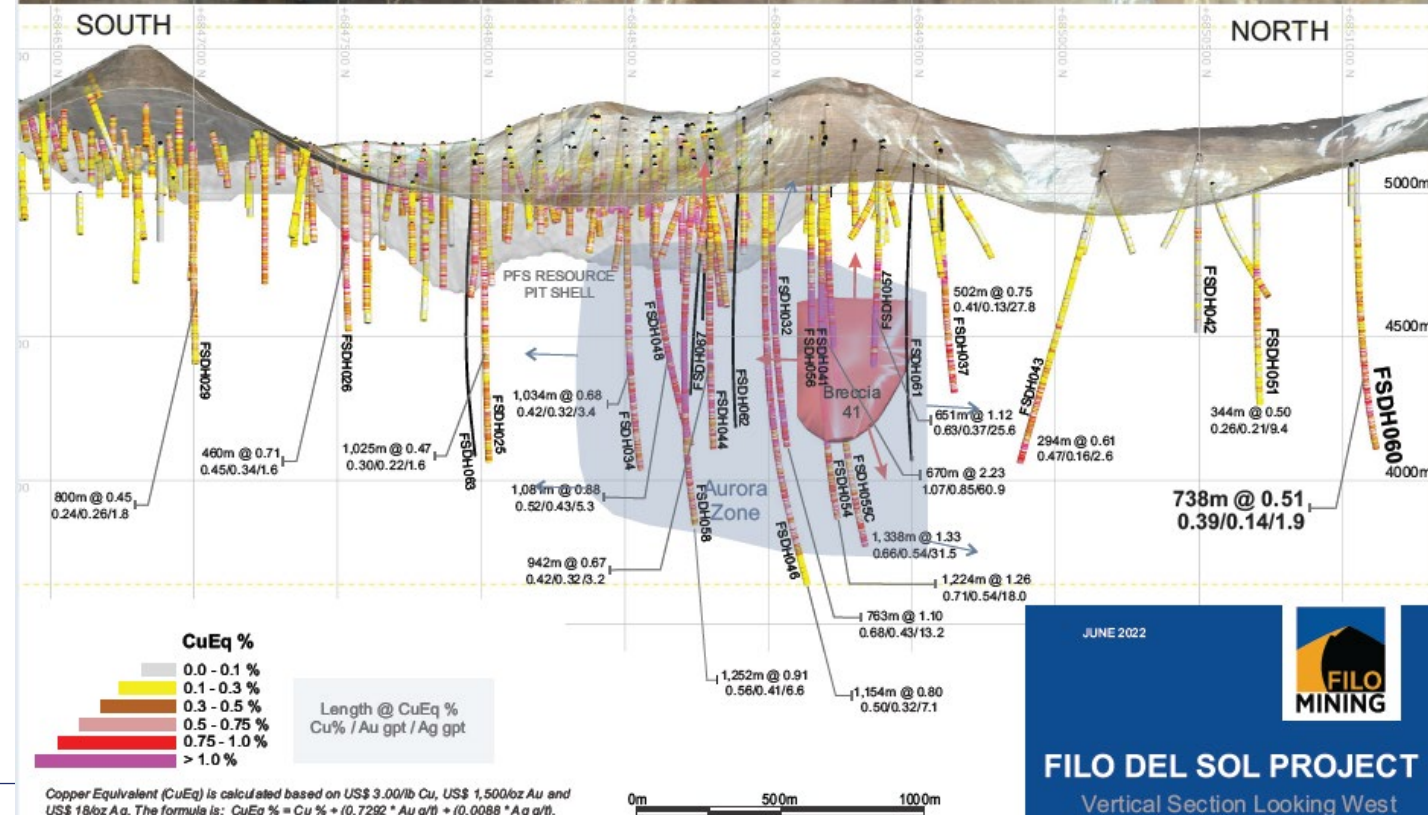 SOUTH
NORTH
6846500 N
6847000 N
6847500 N
6848000 N
6848500 N
6849000 N
6849500 N
6850000 N
6850500 N
+6851000 N
5000m
4500m
4000m
PFS RESOURCE
PIT SHELL
FSDH029
FSDH026
FSDH063
FSDH025
FSDH034
FSDH048
FSDH067
FSDH058
FSDH044
FSDH062
FSDH032
FSDH046
FSDH056
FSDH041
FSDH054
FSDH055C
FSDH057
FSDH061
FSDH037
FSDH043
FSDH042
FSDH051
FSDH060
Breccia
41
Aurora
Zone
800m @ 0.45
0.24/0.26/1.8
460m @ 0.71
0.45/0.34/1.6
1,025m @ 0.47
0.30/0.22/1.6
1,034m @ 0.68
0.42/0.32/3.4
1,081m @ 0.88
0.52/0.43/5.3
942m @ 0.67
0.42/0.32/3.2
1,252m @ 0.91
0.56/0.41/6.6
1,154m @ 0.80
0.50/0.32/7.1
763m @ 1.10
0.68/0.43/13.2
1,224m @ 1.26
0.71/0.54/18.0
1,338m @ 1.33
0.66/0.54/31.5
670m @ 2.23
1.07/0.85/60.9
651m @ 1.12
0.63/0.37/25.6
502m @ 0.75
0.41/0.13/27.8
294m @ 0.61
0.47/0.16/2.6
344m @ 0.50
0.26/0.21/9.4
738m @ 0.51
0.39/0.14/1.9
CuEq %
0.0 - 0.1 %
0.1 - 0.3 %
0.3 - 0.5 %
0.5 - 0.75 %
0.75 - 1.0 %
> 1.0 %
Length @ CuEq %
Cu% / Au gpt / Ag gpt
Copper Equivalent (CuEq) is calculated based on US$ 3.00/lb Cu, US$ 1,500/oz Au and
US$ 18/oz Ag. The formula is: CuEq % = Cu % + (0.7292 * Au g/t) + (0.0088 * Ag g/t).
0m
500m
1000m
JUNE 2022
FILO
MINING
FILO DEL SOL PROJECT
Vertical Section Looking West